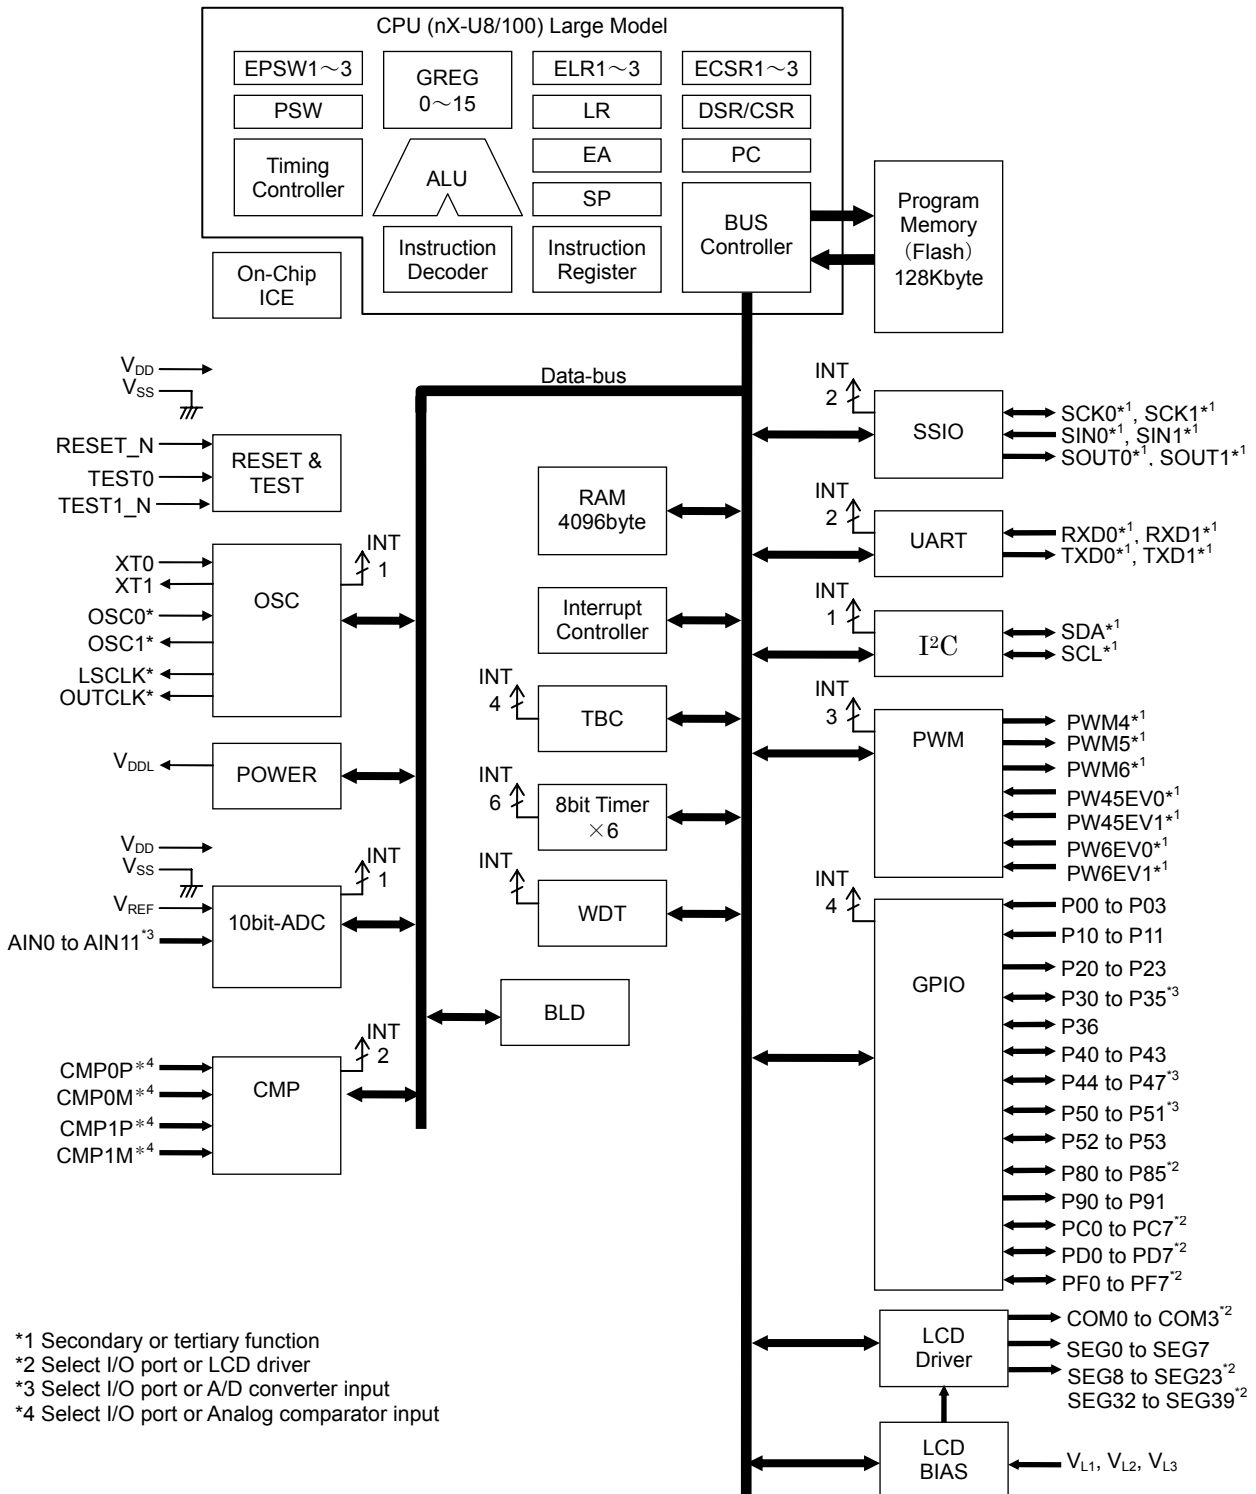 CPU (nX-U8/100) Large Model
EPSW1～3
GREG
0～15
ELR1～3
ECSR1～3
PSW
LR
DSR/CSR
Timing
Controller
ALU
EA
PC
SP
BUS
Controller
Program
Memory
(Flash)
128Kbyte
Instruction
Decoder
Instruction
Register
On-Chip
ICE
VDD
VSS
Data-bus
RESET_N
TEST0
TEST1_N
RESET &
TEST
INT
2
SSIO
SCK0*1, SCK1*1
SIN0*1, SIN1*1
SOUT0*1, SOUT1*1
RAM
4096byte
INT
2
UART
RXD0*1, RXD1*1
TXD0*1, TXD1*1
XT0
XT1
OSC0*
OSC1*
LSCLK*
OUTCLK*
OSC
INT
1
Interrupt
Controller
INT
1
I2C
SDA*1
SCL*1
INT
4
TBC
INT
3
PWM
PWM4*1
PWM5*1
PWM6*1
PW45EV0*1
PW45EV1*1
PW6EV0*1
PW6EV1*1
VDDL
POWER
INT
6
8bit Timer
×6
VDD
VSS
VREF
AIN0 to AIN11*3
10bit-ADC
INT
1
INT
WDT
INT
4
GPIO
P00 to P03
P10 to P11
P20 to P23
P30 to P35*3
P36
P40 to P43
P44 to P47*3
P50 to P51*3
P52 to P53
P80 to P85*2
P90 to P91
PC0 to PC7*2
PD0 to PD7*2
PF0 to PF7*2
BLD
CMP0P*4
CMP0M*4
CMP1P*4
CMP1M*4
CMP
INT
2
LCD
Driver
COM0 to COM3*2
SEG0 to SEG7
SEG8 to SEG23*2
SEG32 to SEG39*2
LCD
BIAS
VL1, VL2, VL3
*1 Secondary or tertiary function
*2 Select I/O port or LCD driver
*3 Select I/O port or A/D converter input
*4 Select I/O port or Analog comparator input